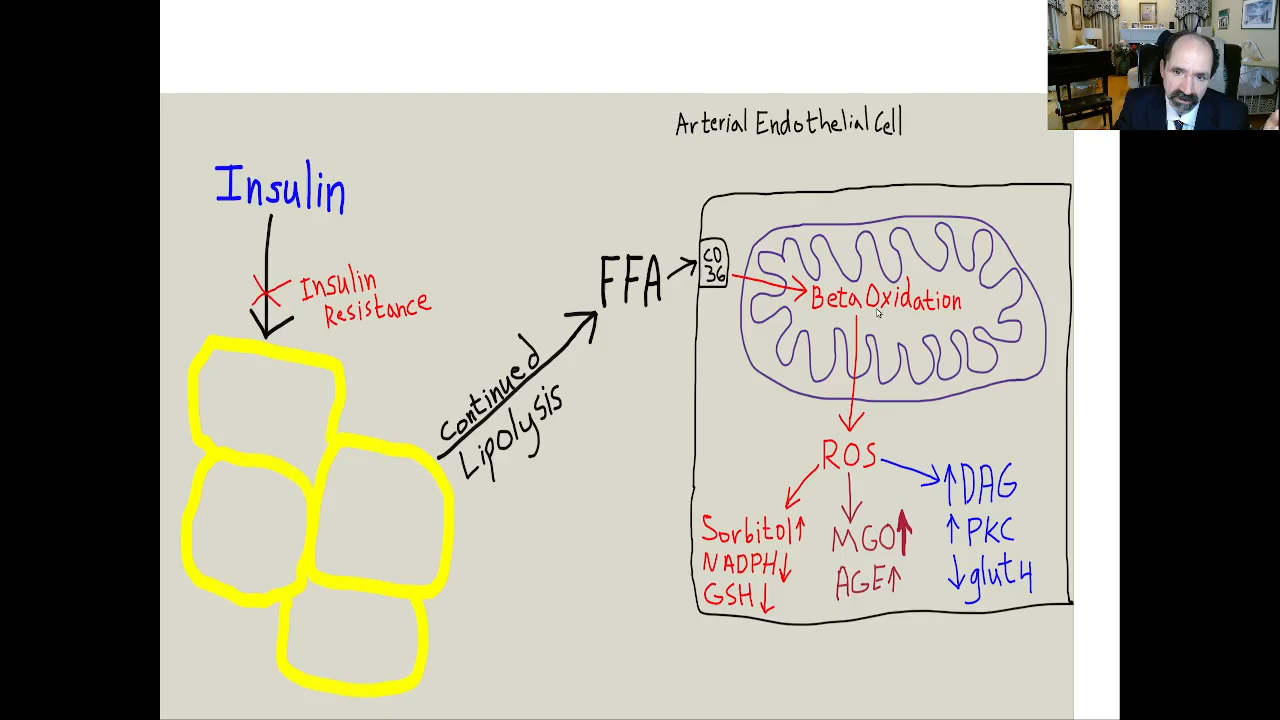 Arterial Endothelial Cell
Insulin
Insulin
Resistance
Continued
Lipolysis
FFA
CD
36
Beta Oxidation
ROS
Sorbitol↑
NADPH↓
GSH↓
MGO↑
AGE↑
↑DAG
↑PKC
↓glut4